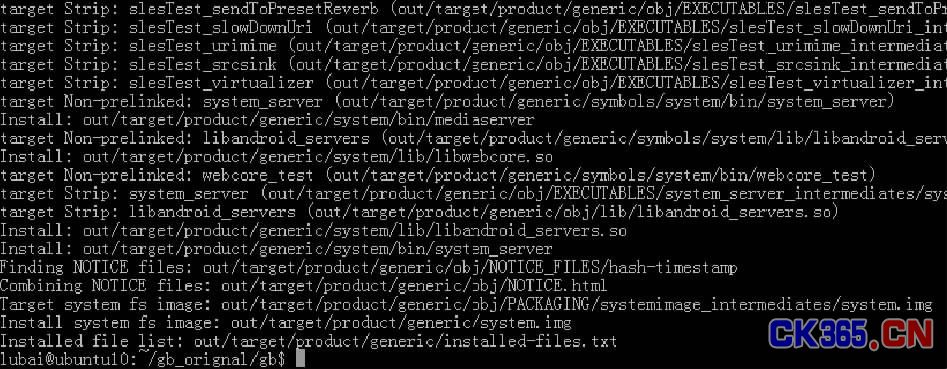 target Strip: slesTest_sendToPresetReverb (out/target/product/generic/obj/EXECUTABLES/slesTest_sendToPr
target Strip: slesTest_slowDownUri (out/target/product/generic/obj/EXECUTABLES/slesTest_slowDownUri_int
target Strip: slesTest_urimime (out/target/product/generic/obj/EXECUTABLES/slesTest_urimime_intermediat
target Strip: slesTest_srcsink (out/target/product/generic/obj/EXECUTABLES/slesTest_srcsink_intermediat
target Strip: slesTest_virtualizer (out/target/product/generic/obj/EXECUTABLES/slesTest_virtualizer_int
target Non-prelinked: system_server (out/target/product/generic/symbols/system/bin/system_server)
Install: out/target/product/generic/system/bin/mediaserver
target Non-prelinked: libandroid_servers (out/target/product/generic/symbols/system/lib/libandroid_serv
Install: out/target/product/generic/system/lib/libwebcore.so
target Non-prelinked: webcore_test (out/target/product/generic/symbols/system/bin/webcore_test)
target Strip: system_server (out/target/product/generic/obj/EXECUTABLES/system_server_intermediates/sys
target Strip: libandroid_servers (out/target/product/generic/obj/lib/libandroid_servers.so)
Install: out/target/product/generic/system/lib/libandroid_servers.so
Install: out/target/product/generic/system/bin/system_server
Finding NOTICE files: out/target/product/generic/obj/NOTICE_FILES/hash-timestamp
Combining NOTICE files: out/target/product/generic/obj/NOTICE.html
Target system fs image: out/target/product/generic/obj/PACKAGING/systemimage_intermediates/system.img
Install system fs image: out/target/product/generic/system.img
Installed file list: out/target/product/generic/installed-files.txt
lubai@ubuntu10:~/gb_orignal/gb$
CK365.CN